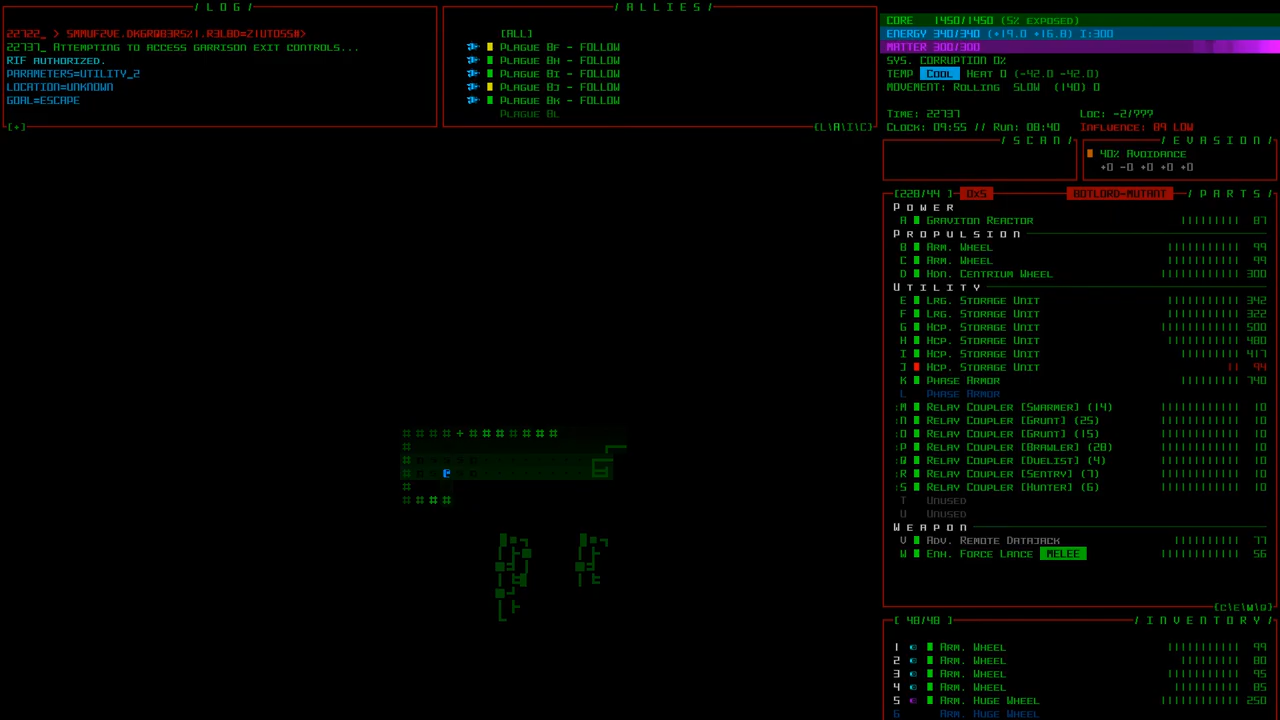 / L O G /
22722_ > 
22737_ Attempting to access garrison exit controls...
RIF authorized.
PARAMETERS=UTILITY_2
LOCATION=UNKNOWN
GOAL=ESCAPE
[+]
/ A L L I E S /
[ALL]
Plague Bf - FOLLOW
Plague Bh - FOLLOW
Plague Bi - FOLLOW
Plague Bj - FOLLOW
Plague Bk - FOLLOW
Plague Bl
[L\A\I\C]
CORE 1450/1450 (5% EXPOSED)
ENERGY 340/340 (+19.0 +16.8) I:300
MATTER 300/300
SYS. CORRUPTION 0%
TEMP Cool Heat 0 (-42.0 -42.0)
MOVEMENT: Rolling SLOW (140) 0
Time: 22737 Loc: -2/???
Clock: 09:55 // Run: 08:40 Influence: 89 LOW
/ S C A N /
/ E V A S I O N /
40% Avoidance
+0 -0 +0 +0 +0
[228/44 ] 0x5 BOTLORD-MUTANT / P A R T S /
P o w e r
A Graviton Reactor 87
P r o p u l s i o n
B Arm. Wheel 99
C Arm. Wheel 99
D Hdn. Centrium Wheel 300
U t i l i t y
E Lrg. Storage Unit 342
F Lrg. Storage Unit 322
G Hcp. Storage Unit 500
H Hcp. Storage Unit 480
I Hcp. Storage Unit 417
J Hcp. Storage Unit 94
K Phase Armor 740
L Phase Armor
:M Relay Coupler [Swarmer] (14) 10
:N Relay Coupler [Grunt] (25) 10
:O Relay Coupler [Grunt] (15) 10
:P Relay Coupler [Brawler] (28) 10
:Q Relay Coupler [Duelist] (4) 10
:R Relay Coupler [Sentry] (7) 10
:S Relay Coupler [Hunter] (6) 10
T Unused
U Unused
W e a p o n
V Adv. Remote Datajack 77
W Enh. Force Lance MELEE 56
[C\E\W\Q]
[ 48/48 ] / I N V E N T O R Y /
1 Arm. Wheel 99
2 Arm. Wheel 80
3 Arm. Wheel 95
4 Arm. Wheel 85
5 Arm. Huge Wheel 250
6 Arm. Huge Wheel